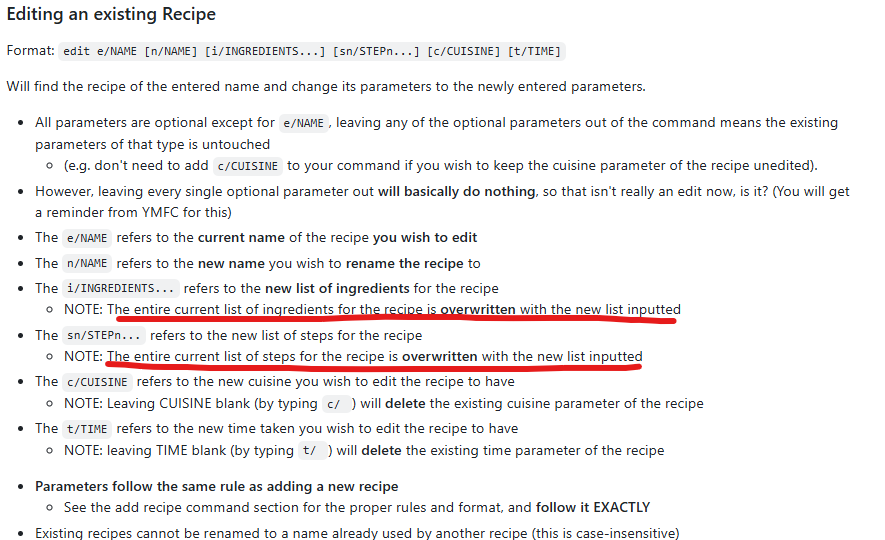 Editing an existing Recipe
Format: edit e/NAME [n/NAME] [i/INGREDIENTS...] [sn/STEPn...] [c/CUISINE] [t/TIME]
Will find the recipe of the entered name and change its parameters to the newly entered parameters.
All parameters are optional except for e/NAME, leaving any of the optional parameters out of the command means the existing
parameters of that type is untouched
(e.g. don't need to add c/CUISINE to your command if you wish to keep the cuisine parameter of the recipe unedited).
However, leaving every single optional parameter out will basically do nothing, so that isn't really an edit now, is it? (You will get
a reminder from YMFC for this)
The e/NAME refers to the current name of the recipe you wish to edit
The n/NAME refers to the new name you wish to rename the recipe to
The i/INGREDIENTS... refers to the new list of ingredients for the recipe
NOTE: The entire current list of ingredients for the recipe is overwritten with the new list inputted
The sn/STEPn... refers to the new list of steps for the recipe
NOTE: The entire current list of steps for the recipe is overwritten with the new list inputted
The c/CUISINE refers to the new cuisine you wish to edit the recipe to have
NOTE: Leaving CUISINE blank (by typing c/ ) will delete the existing cuisine parameter of the recipe
The t/TIME refers to the new time taken you wish to edit the recipe to have
NOTE: leaving TIME blank (by typing t/ ) will delete the existing time parameter of the recipe
Parameters follow the same rule as adding a new recipe
See the add recipe command section for the proper rules and format, and follow it EXACTLY
Existing recipes cannot be renamed to a name already used by another recipe (this is case-insensitive)